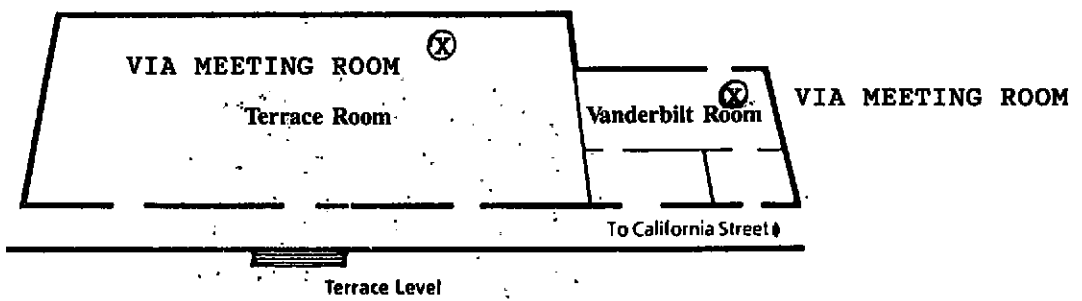 VIA MEETING ROOM Ⓧ
Terrace Room
Ⓧ VIA MEETING ROOM
Vanderbilt Room
To California Street
Terrace Level